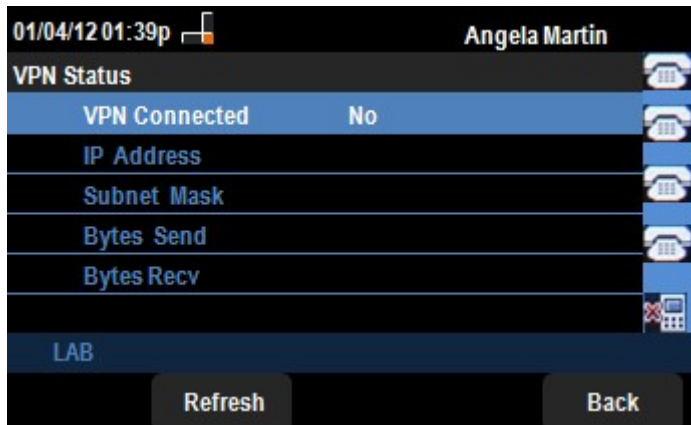 01/04/12 01:39p Angela Martin
VPN Status
VPN Connected No
IP Address
Subnet Mask
Bytes Send
Bytes Recv
LAB
Refresh Back